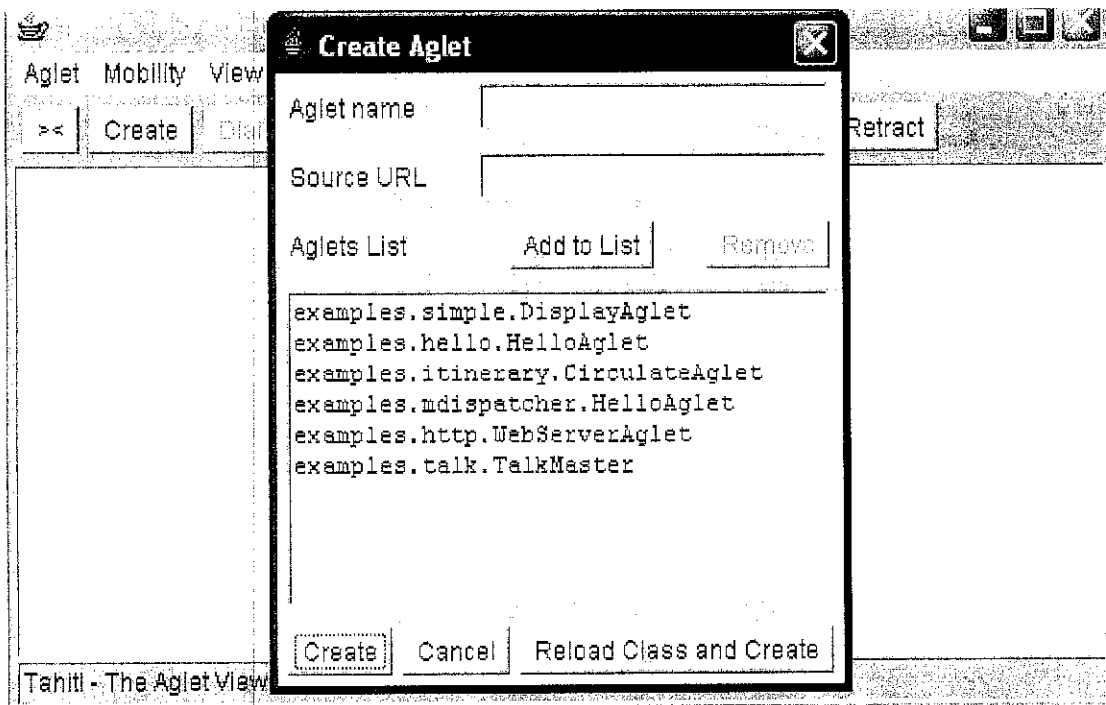 Create Aglet
Aglet Mobility View
>< Create Retract
Aglet name
Source URL
Aglets List Add to List Remove
examples.simple.DisplayAglet
examples.hello.HelloAglet
examples.itinerary.CirculateAglet
examples.mdispatcher.HelloAglet
examples.http.WebServerAglet
examples.talk.TalkMaster
Create Cancel Reload Class and Create
Tahiti - The Aglet View